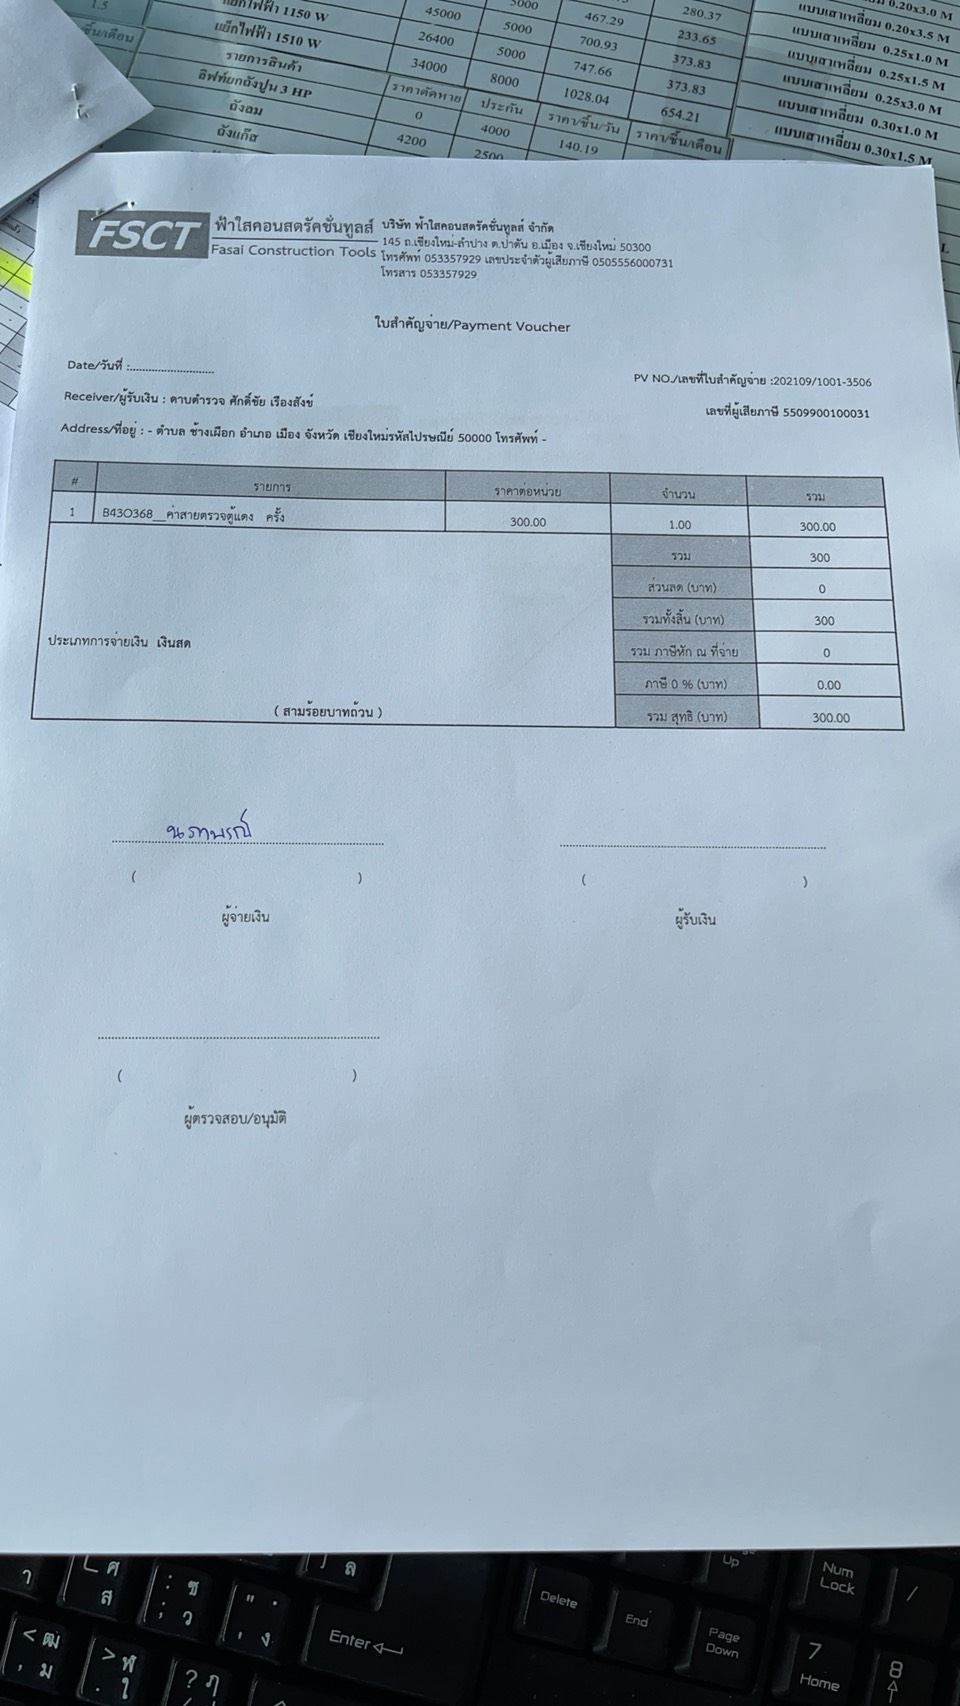 1.5
แย็กไฟฟ้า 1150 W 45000 5000 467.29 280.37
แย็กไฟฟ้า 1510 W 26400 5000 700.93 233.65
34000 5000 747.66 373.83
ลิฟท์ยกถังปูน 3 HP 0 8000 1028.04 373.83
654.21
รายการสินค้า ราคาตัดหาย ประกัน ราคา/ชิ้น/วัน ราคา/ชิ้น/เดือน
ถังลม 4200 4000 140.19
ถังแก๊ส 2500
ชิ้น/เดือน
0.20x3.0 M
แบบเสาเหลี่ยม 0.20x3.5 M
แบบเสาเหลี่ยม 0.25x1.0 M
แบบเสาเหลี่ยม 0.25x1.5 M
แบบเสาเหลี่ยม 0.25x3.0 M
แบบเสาเหลี่ยม 0.30x1.0 M
แบบเสาเหลี่ยม 0.30x1.5 M
FSCT
ฟ้าใสคอนสตรัคชั่นทูลส์
Fasai Construction Tools
บริษัท ฟ้าใสคอนสตรัคชั่นทูลส์ จำกัด
145 ถ.เชียงใหม่-ลำปาง ต.ป่าตัน อ.เมือง จ.เชียงใหม่ 50300
โทรศัพท์ 053357929 เลขประจำตัวผู้เสียภาษี 0505556000731
โทรสาร 053357929
ใบสำคัญจ่าย/Payment Voucher
Date/วันที่ :..........................
PV NO./เลขที่ใบสำคัญจ่าย :202109/1001-3506
Receiver/ผู้รับเงิน : ดาบตำรวจ ศักดิ์ชัย เรืองสังข์
เลขที่ผู้เสียภาษี 5509900100031
Address/ที่อยู่ : - ตำบล ช้างเผือก อำเภอ เมือง จังหวัด เชียงใหม่รหัสไปรษณีย์ 50000 โทรศัพท์ -
# รายการ ราคาต่อหน่วย จำนวน รวม
1 B430368__ค่าสายตรวจตู้แดง ครั้ง 300.00 1.00 300.00
รวม 300
ส่วนลด (บาท) 0
รวมทั้งสิ้น (บาท) 300
ประเภทการจ่ายเงิน เงินสด
รวม ภาษีหัก ณ ที่จ่าย 0
ภาษี 0 % (บาท) 0.00
( สามร้อยบาทถ้วน )
รวม สุทธิ (บาท) 300.00
นภาพรณ์
( ) ( )
ผู้จ่ายเงิน ผู้รับเงิน
( )
ผู้ตรวจสอบ/อนุมัติ
Up
Num Lock
/
Delete
End
Page Down
Enter
7 Home
8